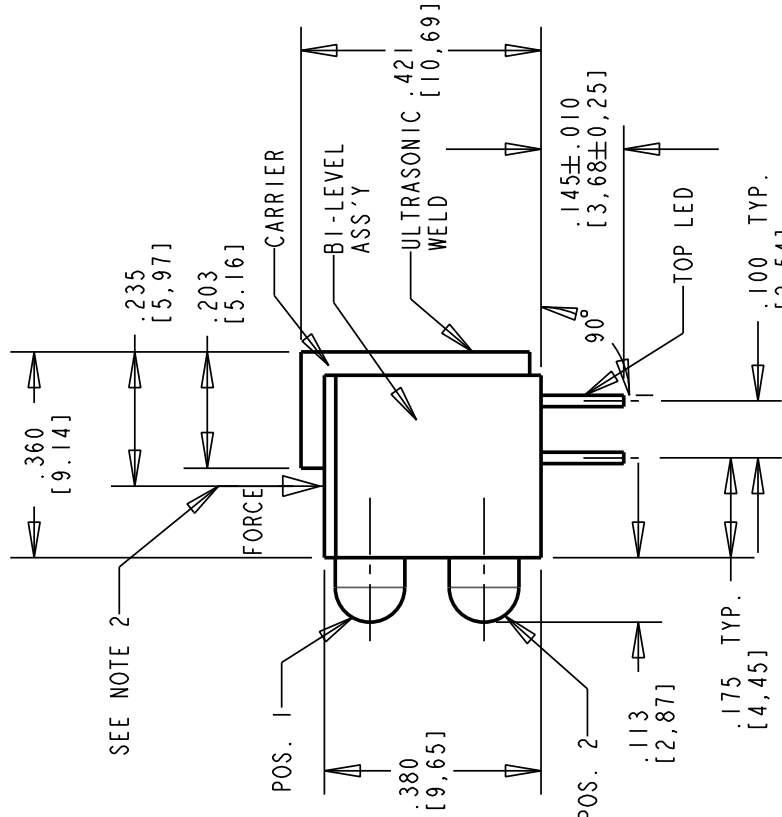 .421
[10,69]
.145±.010
[3,68±0,25]
.100 TYP.
CARRIER
BI-LEVEL
ASS'Y
ULTRASONIC
WELD
TOP LED
.235
[5,97]
.203
[5.16]
90°
.360
[9.14]
FORCE
SEE NOTE 2
POS. 1
.380
[9,65]
POS. 2
.113
[2,87]
.175 TYP.
[4,45]